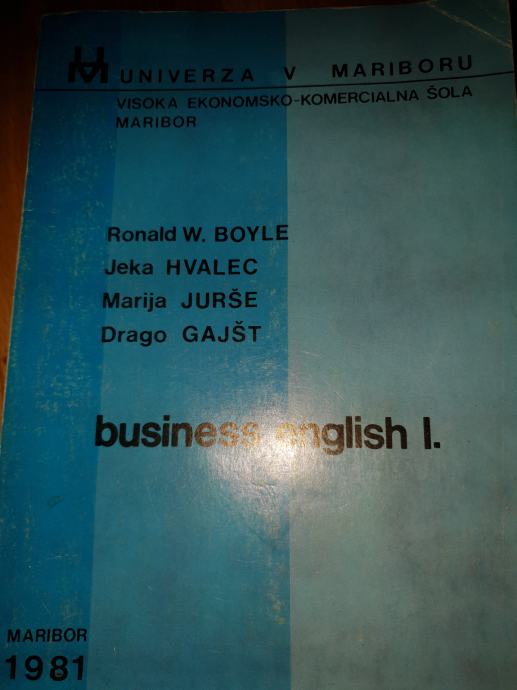 UNIVERZA V MARIBORU
VISOKA EKONOMSKO-KOMERCIALNA ŠOLA
MARIBOR
Ronald W. BOYLE
Jeka HVALEC
Marija JURŠE
Drago GAJŠT
business english I.
MARIBOR
1981